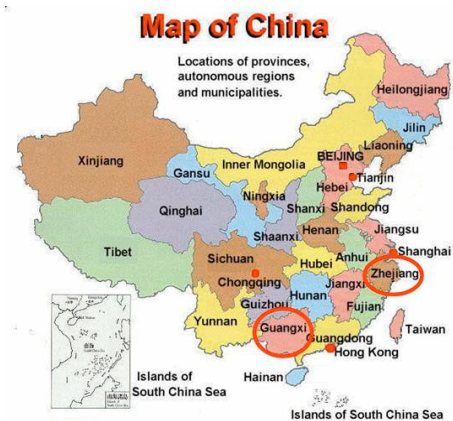 Map of China
Locations of provinces,
autonomous regions
and municipalities.
Heilongjiang
Jilin
Liaoning
Xinjiang
Inner Mongolia
BEIJING
Gansu
Tianjin
Hebei
Ningxia
Qinghai
Shanxi
Shandong
Shaanxi
Henan
Jiangsu
Tibet
Shanghai
Anhui
Sichuan
Hubei
Zhejiang
Chongqing
Hunan
Jiangxi
Guizhou
Fujian
Yunnan
Guangxi
Guangdong
Taiwan
Hong Kong
Hainan
Islands of
South China Sea
Islands of South China Sea